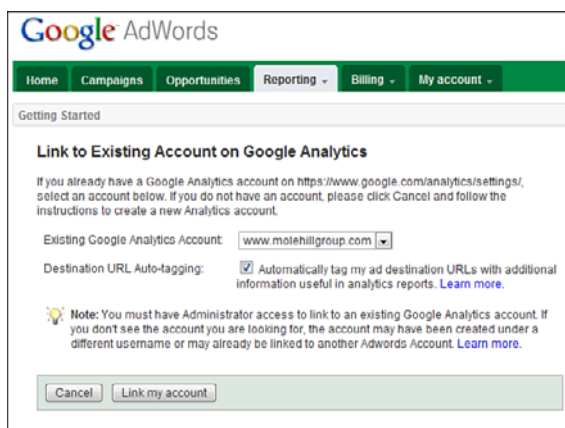 Google AdWords
Home Campaigns Opportunities Reporting Billing My account
Getting Started
Link to Existing Account on Google Analytics
If you already have a Google Analytics account on https://www.google.com/analytics/settings/,
select an account below. If you do not have an account, please click Cancel and follow the
instructions to create a new Analytics account.
Existing Google Analytics Account: www.molehillgroup.com
Destination URL Auto-tagging: Automatically tag my ad destination URLs with additional
information useful in analytics reports. Learn more.
Note: You must have Administrator access to link to an existing Google Analytics account. If
you don't see the account you are looking for, the account may have been created under a
different username or may already be linked to another Adwords Account. Learn more.
Cancel Link my account